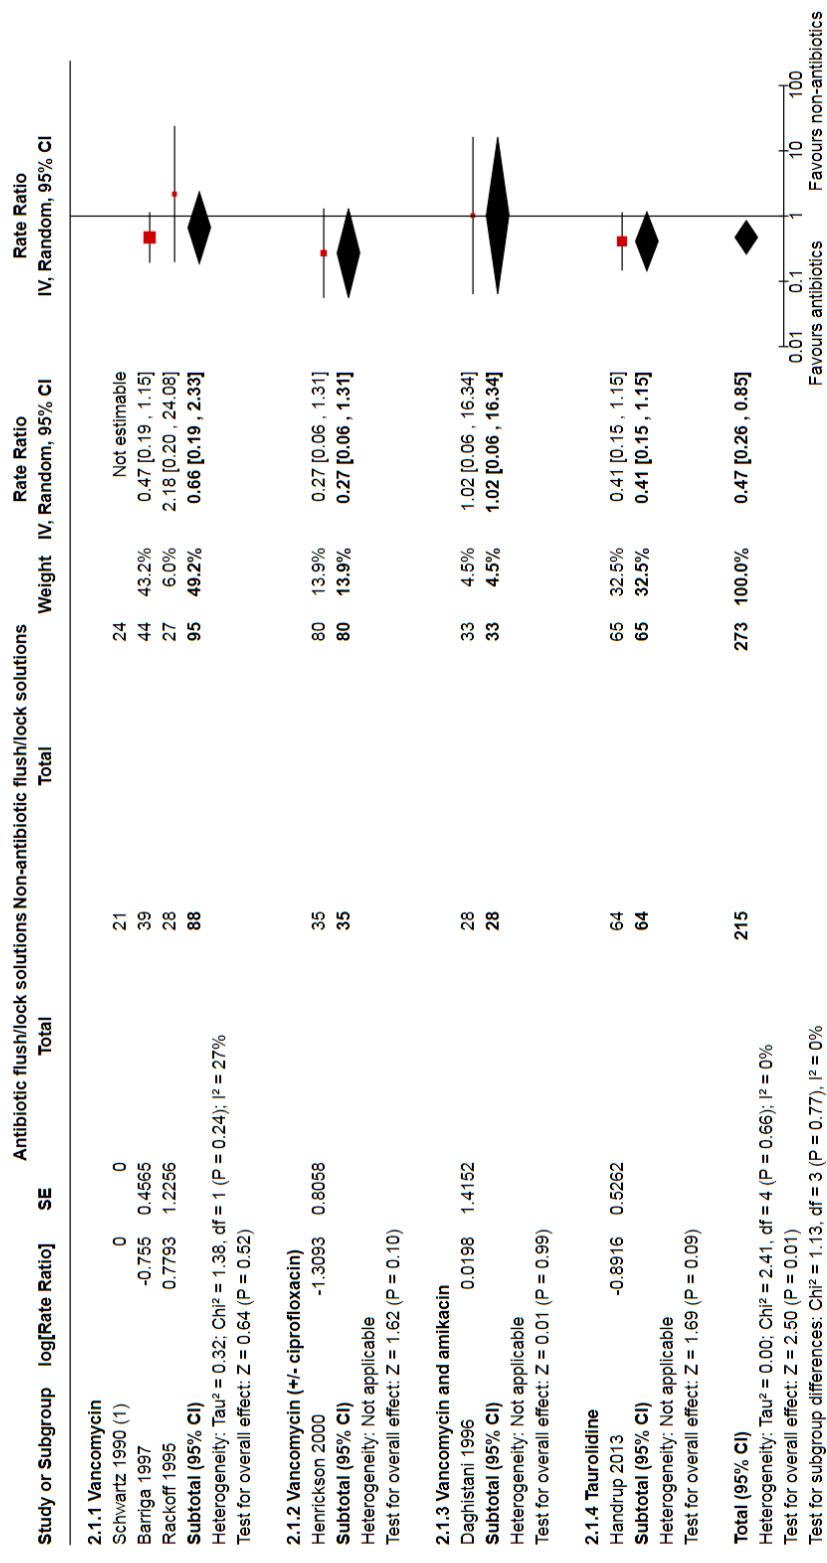 Antibiotic flush/lock solutions Non-antibiotic flush/lock solutions Rate Ratio Rate Ratio
Study or Subgroup log[Rate Ratio] SE Total Total Weight IV, Random, 95% CI IV, Random, 95% CI
2.1.1 Vancomycin
Schwartz 1990 (1) 0 0 21 24 Not estimable
Barriga 1997 -0.755 0.4565 39 44 43.2% 0.47 [0.19 , 1.15]
Rackoff 1995 0.7793 1.2256 28 27 6.0% 2.18 [0.20 , 24.08]
Subtotal (95% CI) 88 95 49.2% 0.66 [0.19 , 2.33]
Heterogeneity: Tau² = 0.32; Chi² = 1.38, df = 1 (P = 0.24); I² = 27%
Test for overall effect: Z = 0.64 (P = 0.52)
2.1.2 Vancomycin (+/- ciprofloxacin)
Henrickson 2000 -1.3093 0.8058 35 80 13.9% 0.27 [0.06 , 1.31]
Subtotal (95% CI) 35 80 13.9% 0.27 [0.06 , 1.31]
Heterogeneity: Not applicable
Test for overall effect: Z = 1.62 (P = 0.10)
2.1.3 Vancomycin and amikacin
Daghistani 1996 0.0198 1.4152 28 33 4.5% 1.02 [0.06 , 16.34]
Subtotal (95% CI) 28 33 4.5% 1.02 [0.06 , 16.34]
Heterogeneity: Not applicable
Test for overall effect: Z = 0.01 (P = 0.99)
2.1.4 Taurolidine
Handrup 2013 -0.8916 0.5262 64 65 32.5% 0.41 [0.15 , 1.15]
Subtotal (95% CI) 64 65 32.5% 0.41 [0.15 , 1.15]
Heterogeneity: Not applicable
Test for overall effect: Z = 1.69 (P = 0.09)
Total (95% CI) 215 273 100.0% 0.47 [0.26 , 0.85]
Heterogeneity: Tau² = 0.00; Chi² = 2.41, df = 4 (P = 0.66); I² = 0%
Test for overall effect: Z = 2.50 (P = 0.01)
0.01 0.1 1 10 100
Test for subgroup differences: Chi² = 1.13, df = 3 (P = 0.77), I² = 0%
Favours antibiotics Favours non-antibiotics